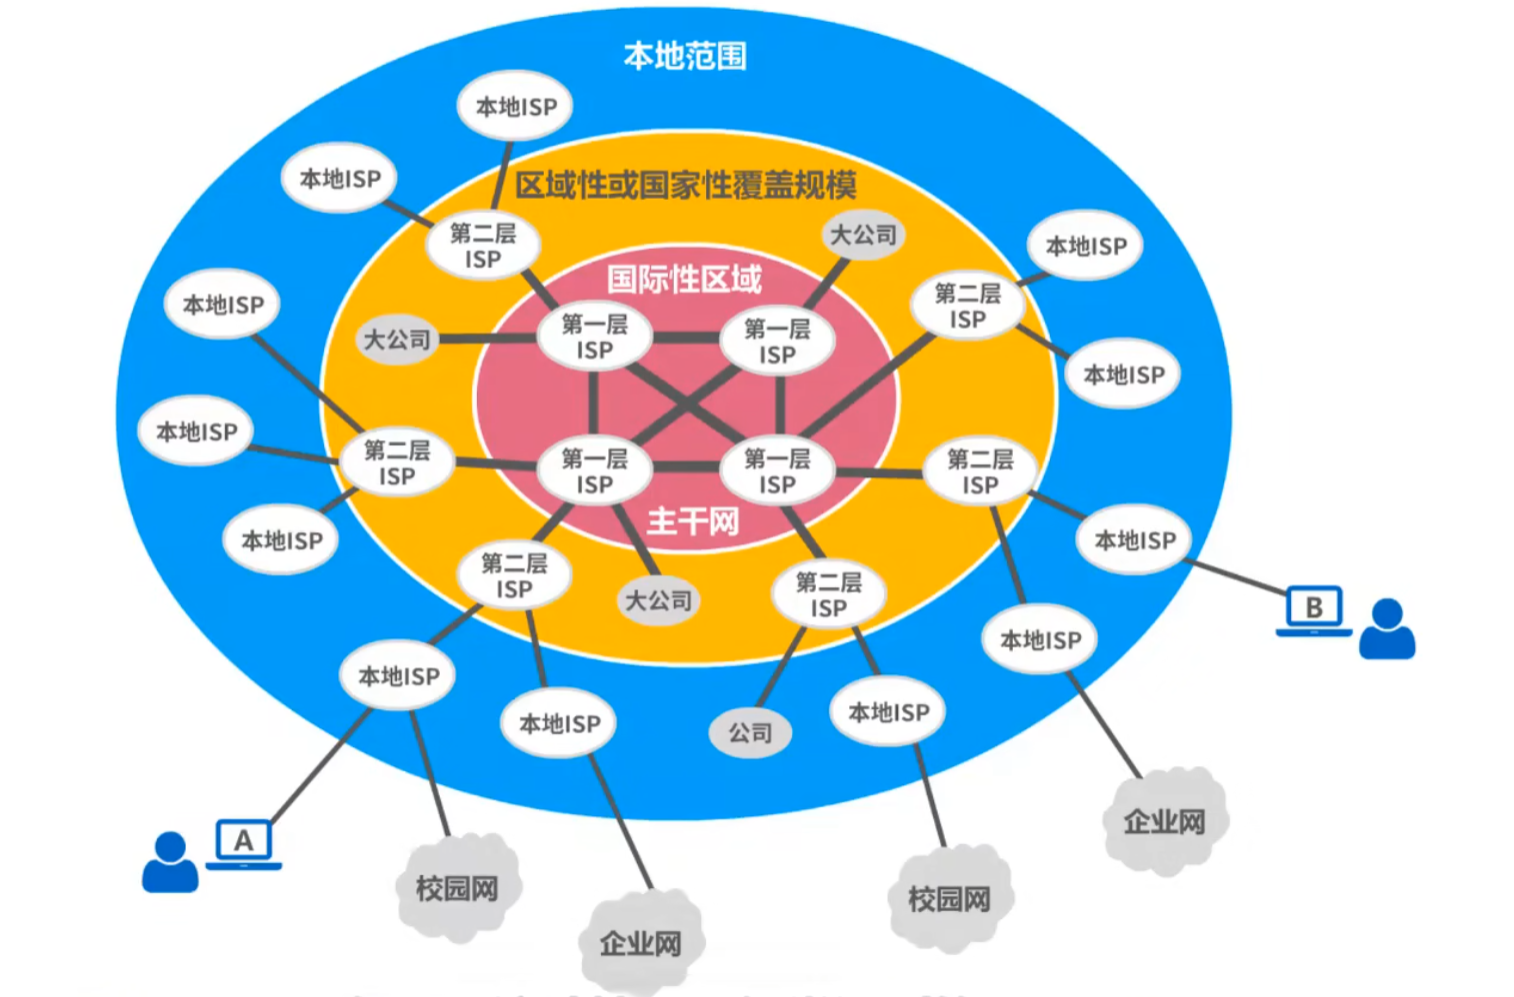 本地范围
本地ISP
本地ISP
区域性或国家性覆盖规模
第二层
ISP
大公司
本地ISP
国际性区域
本地ISP
第二层
ISP
大公司
第一层
ISP
第一层
ISP
本地ISP
本地ISP
第二层
ISP
第一层
ISP
第一层
ISP
第二层
ISP
主干网
本地ISP
本地ISP
第二层
ISP
大公司
第二层
ISP
B
本地ISP
本地ISP
本地ISP
公司
本地ISP
A
企业网
校园网
校园网
企业网